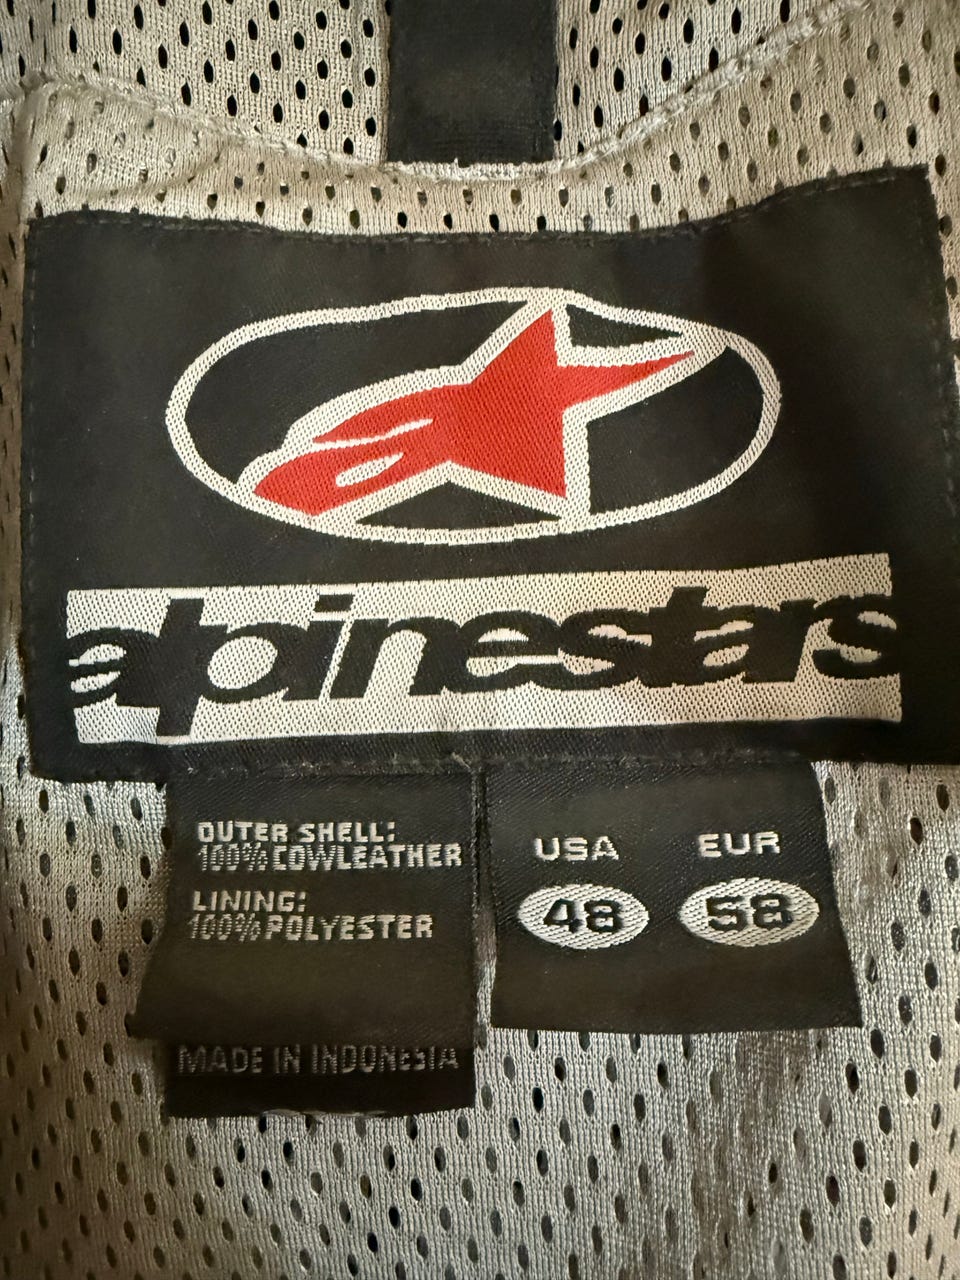 alpinestars
OUTER SHELL:
100% COWLEATHER
LINING:
100% POLYESTER
MADE IN INDONESIA
USA EUR
48 58